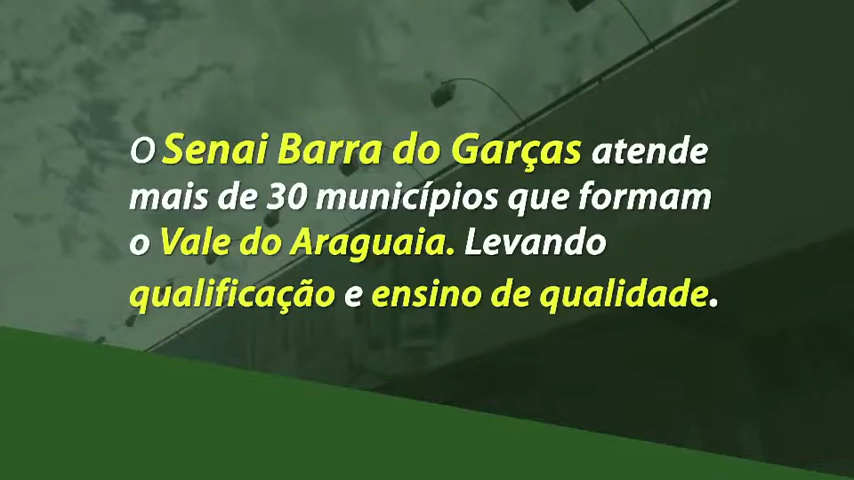 O Senai Barra do Garças atende
mais de 30 municípios que formam
o Vale do Araguaia. Levando
qualificação e ensino de qualidade.